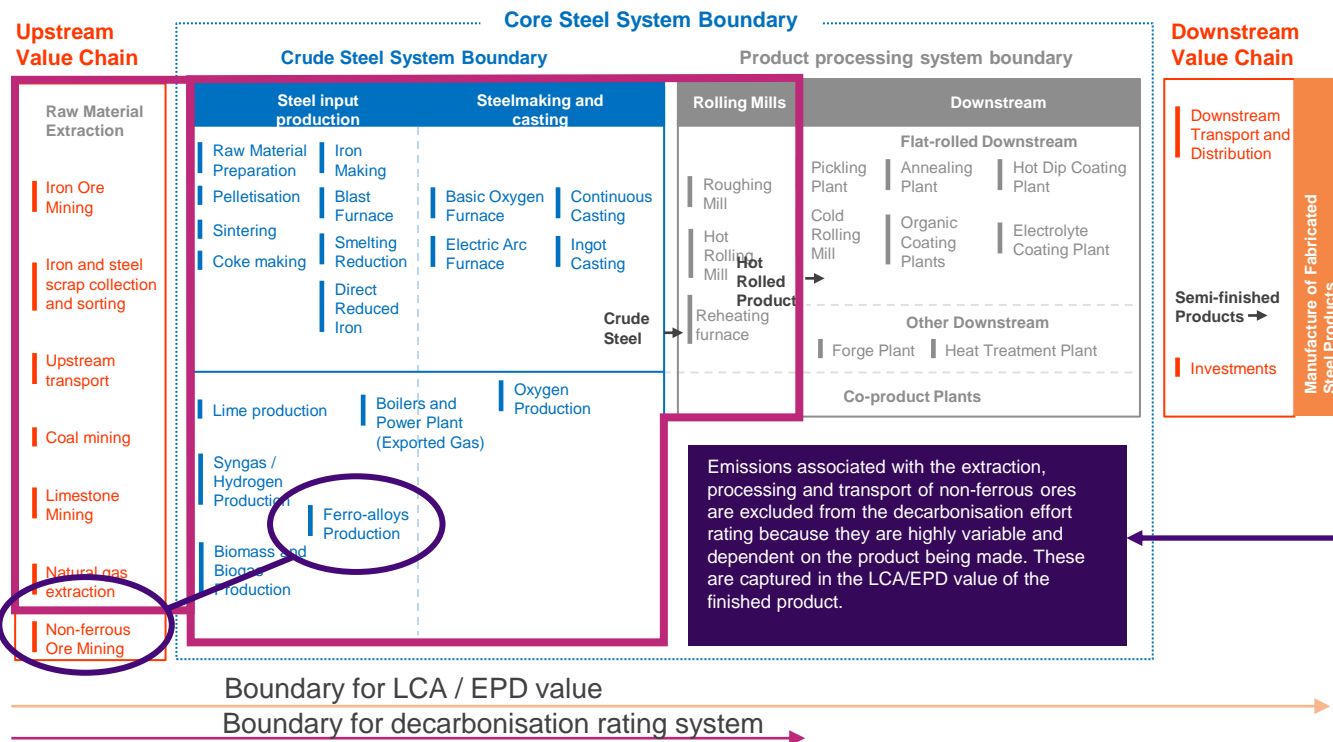 Core Steel System Boundary
Upstream
Value Chain
Crude Steel System Boundary
Product processing system boundary
Downstream
Value Chain
Raw Material
Extraction
Iron Ore
Mining
Iron and steel
scrap collection
and sorting
Upstream
transport
Coal mining
Limestone
Mining
Natural gas
extraction
Non-ferrous
Ore Mining
Steel input
production
Steelmaking and
casting
Raw Material
Preparation
Pelletisation
Sintering
Coke making
Iron
Making
Blast
Furnace
Smelting
Reduction
Direct
Reduced
Iron
Basic Oxygen
Furnace
Electric Arc
Furnace
Continuous
Casting
Ingot
Casting
Crude
Steel
Lime production
Boilers and
Power Plant
(Exported Gas)
Oxygen
Production
Syngas /
Hydrogen
Production
Ferro-alloys
Production
Biomass and
Biogas
Production
Rolling Mills
Roughing
Mill
Hot
Rolling
Mill
Hot
Rolled
Product
Reheating
furnace
Downstream
Flat-rolled Downstream
Pickling
Plant
Annealing
Plant
Hot Dip Coating
Plant
Cold
Rolling
Mill
Organic
Coating
Plants
Electrolyte
Coating Plant
Other Downstream
Forge Plant
Heat Treatment Plant
Co-product Plants
Downstream
Transport and
Distribution
Semi-finished
Products
Investments
Manufacture of Fabricated
Steel Products
Emissions associated with the extraction,
processing and transport of non-ferrous ores
are excluded from the decarbonisation effort
rating because they are highly variable and
dependent on the product being made. These
are captured in the LCA/EPD value of the
finished product.
Boundary for LCA / EPD value
Boundary for decarbonisation rating system